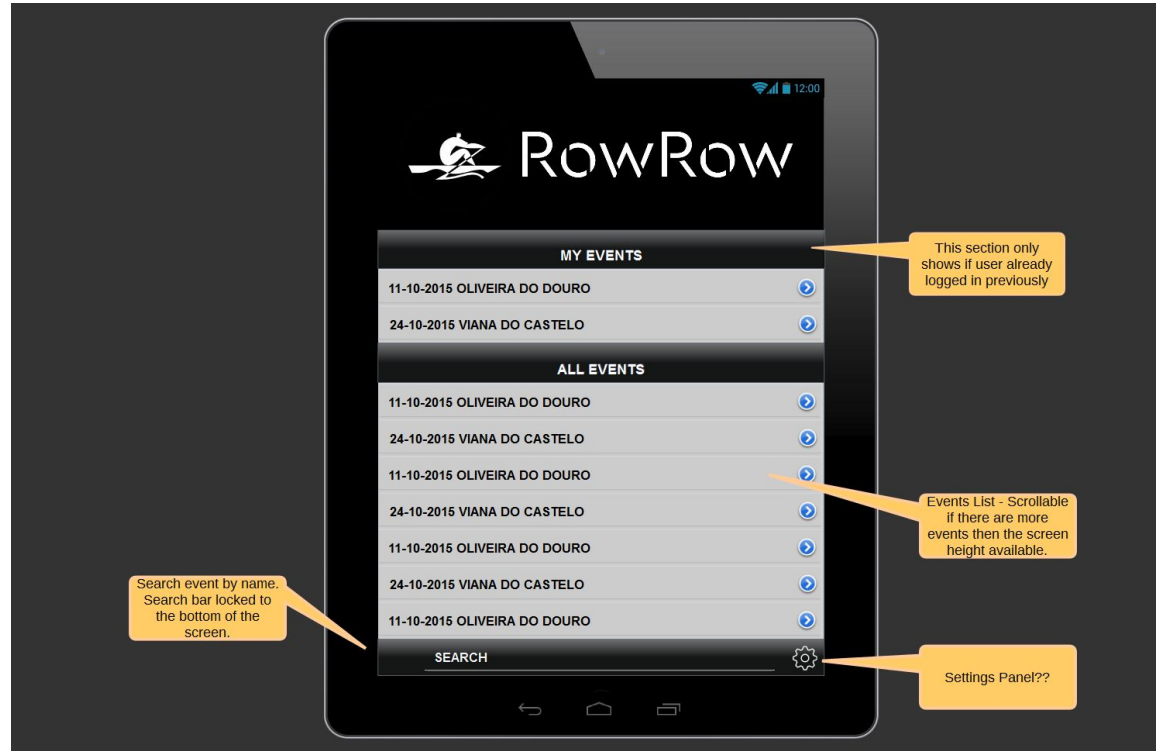 12:00
RowRow
MY EVENTS
11-10-2015 OLIVEIRA DO DOURO
24-10-2015 VIANA DO CASTELO
ALL EVENTS
11-10-2015 OLIVEIRA DO DOURO
24-10-2015 VIANA DO CASTELO
11-10-2015 OLIVEIRA DO DOURO
24-10-2015 VIANA DO CASTELO
11-10-2015 OLIVEIRA DO DOURO
24-10-2015 VIANA DO CASTELO
11-10-2015 OLIVEIRA DO DOURO
SEARCH
This section only
shows if user already
logged in previously
Events List - Scrollable
if there are more
events then the screen
height available.
Search event by name.
Search bar locked to
the bottom of the
screen.
Settings Panel??